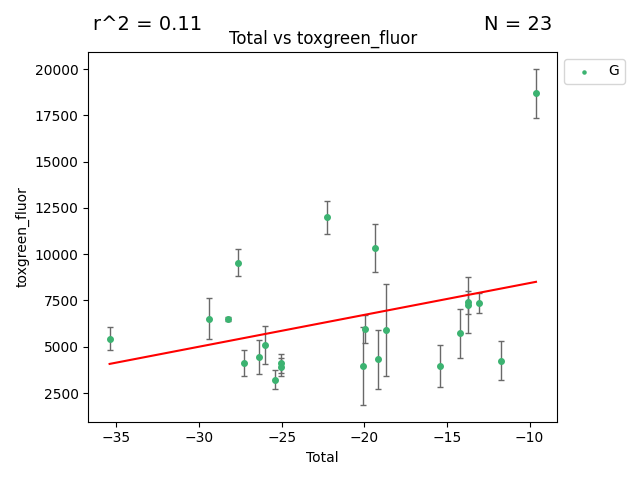 r^2 = 0.11 N = 23
Total vs toxgreen_fluor
G
20000
17500
15000
12500
10000
7500
5000
2500
toxgreen_fluor
−35 −30 −25 −20 −15 −10
Total